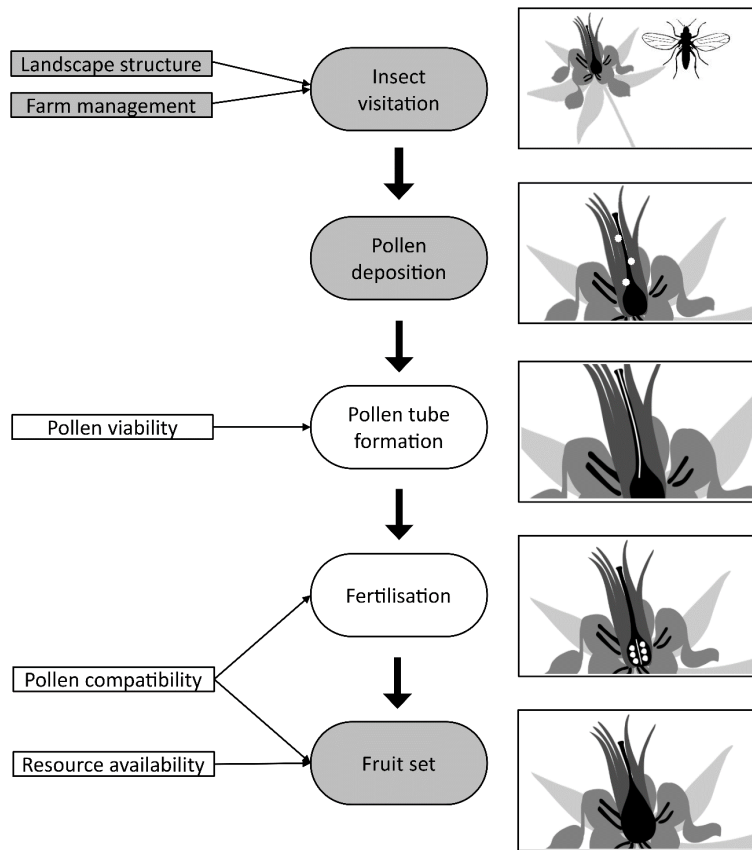 Landscape structure
Farm management
Insect
visitation
Pollen
deposition
Pollen viability
Pollen tube
formation
Fertilisation
Pollen compatibility
Resource availability
Fruit set